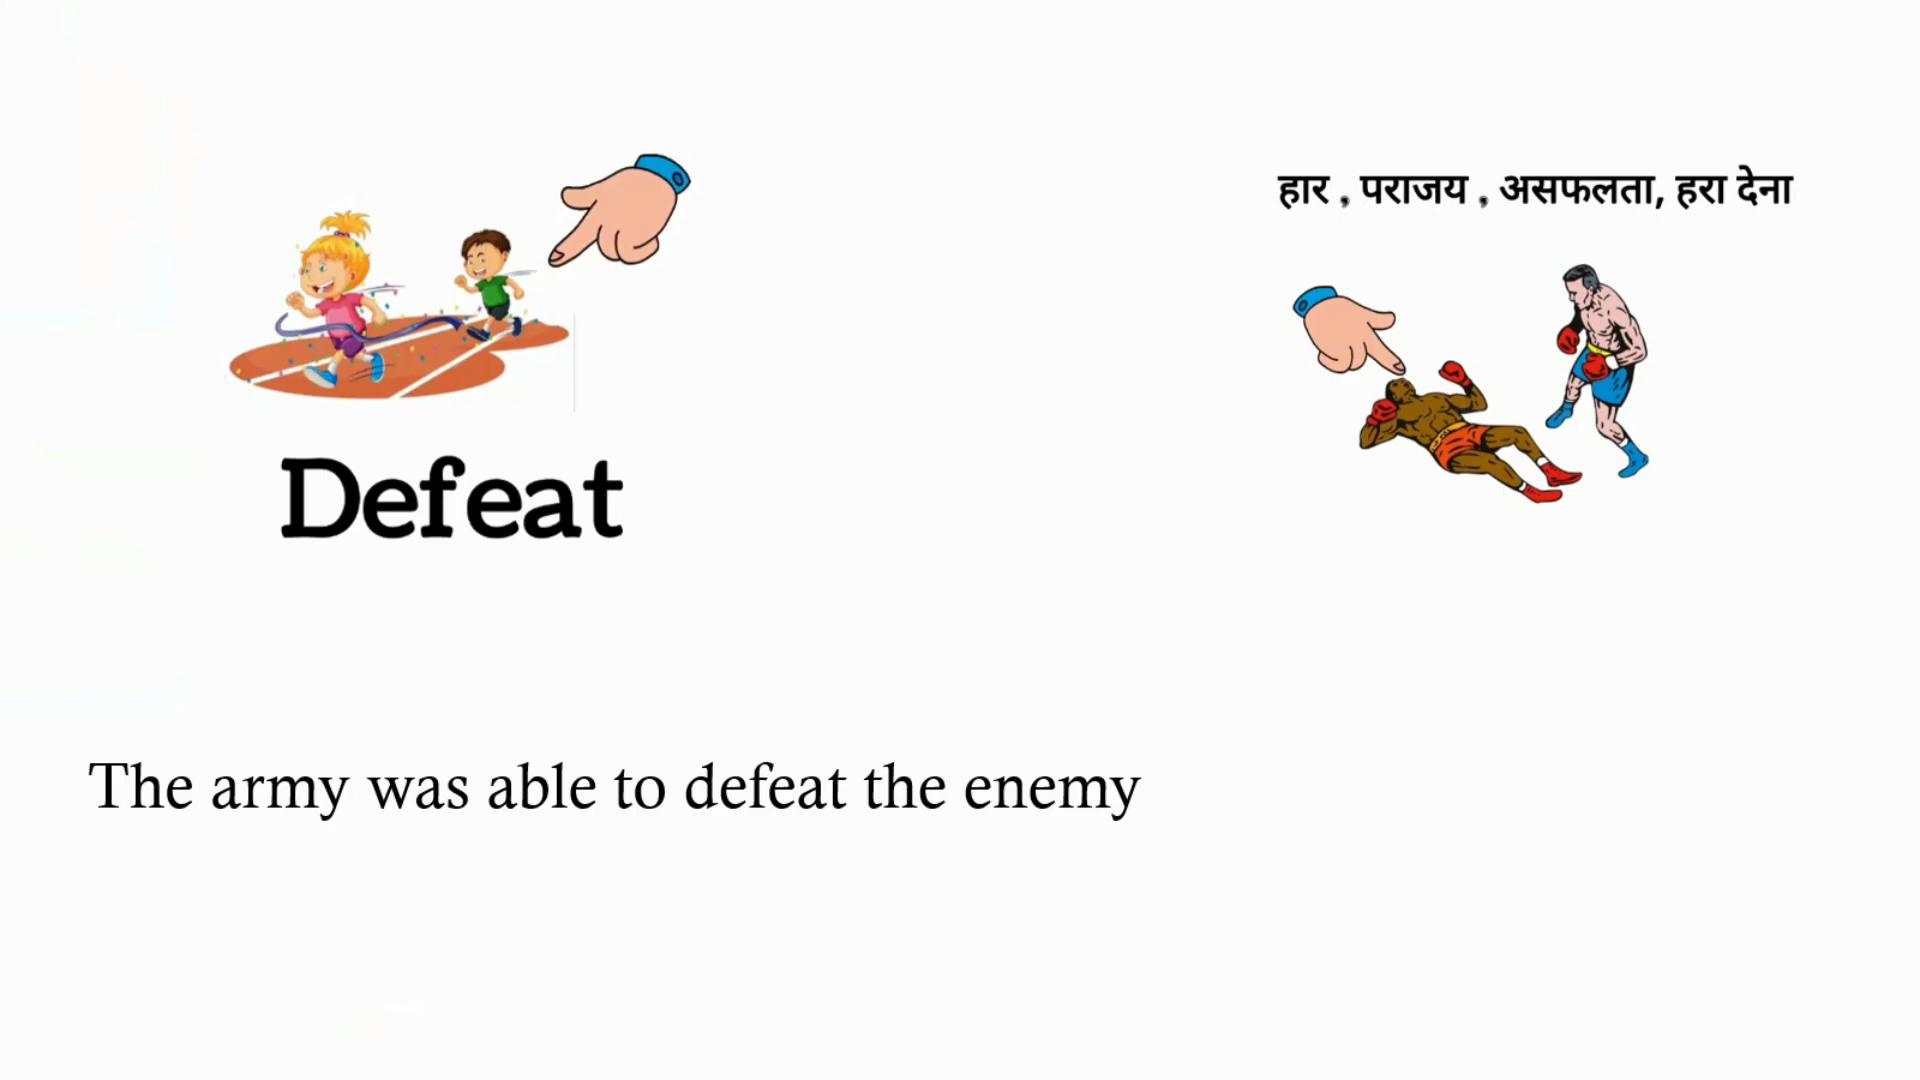 हार , पराजय , असफलता, हरा देना
Defeat
The army was able to defeat the enemy